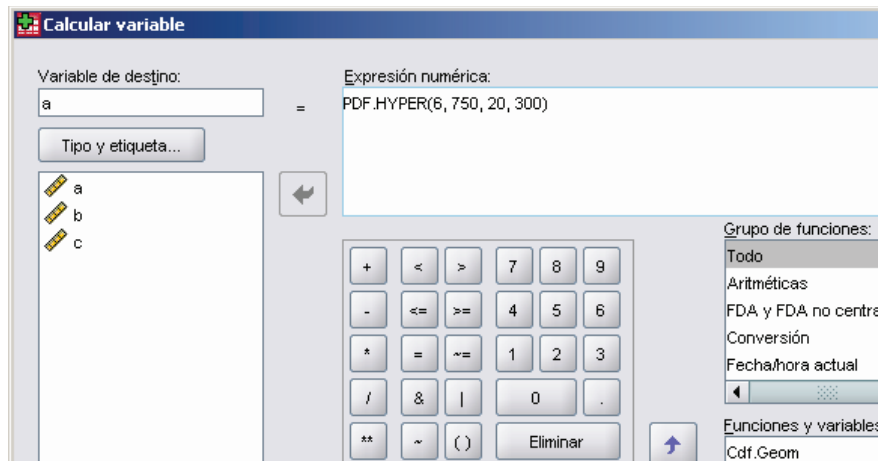 Calcular variable
Variable de destino:
a
Tipo y etiqueta...
a
b
c
=
Expresión numérica:
PDF.HYPER(6, 750, 20, 300)
+ < > 7 8 9
- <= >= 4 5 6
* = ~= 1 2 3
/ & | 0 .
** ~ ( ) Eliminar
Grupo de funciones:
Todo
Aritméticas
FDA y FDA no centra
Conversión
Fecha/hora actual
Funciones y variables
Cdf.Geom